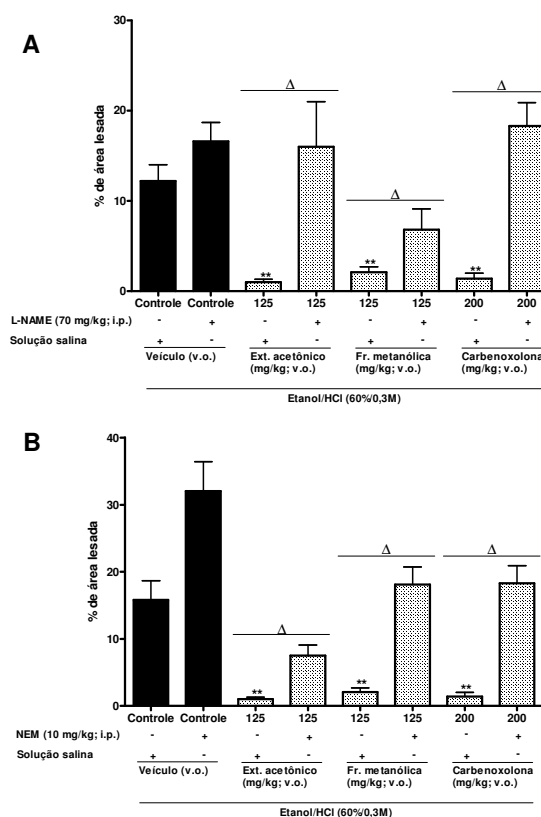 A
30
20
10
0
% de área lesada
Δ
Δ
Δ
**
**
**
Controle Controle 125 125 125 125 200 200
L-NAME (70 mg/kg; i.p.) - + - + - + - +
Solução salina + - + - + - + -
Veículo (v.o.) Ext. acetônico (mg/kg; v.o.) Fr. metanólica (mg/kg; v.o.) Carbenoxolona (mg/kg; v.o.)
Etanol/HCl (60%/0,3M)
B
40
30
20
10
0
% de área lesada
Δ
Δ
Δ
**
**
**
Controle Controle 125 125 125 125 200 200
NEM (10 mg/kg; i.p.) - + - + - + - +
Solução salina + - + - + - + -
Veículo (v.o.) Ext. acetônico (mg/kg; v.o.) Fr. metanólica (mg/kg; v.o.) Carbenoxolona (mg/kg; v.o.)
Etanol/HCl (60%/0,3M)